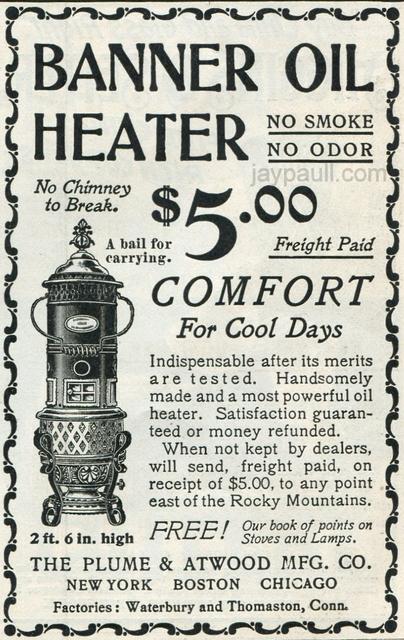 BANNER OIL
HEATER
NO SMOKE
NO ODOR
jaypaull.com
No Chimney
to Break.
$5.00
A bail for
carrying.
Freight Paid
COMFORT
For Cool Days
Indispensable after its merits
are tested. Handsomely
made and a most powerful oil
heater. Satisfaction guaran-
teed or money refunded.
When not kept by dealers,
will send, freight paid, on
receipt of $5.00, to any point
east of the Rocky Mountains.
2 ft. 6 in. high
FREE! Our book of points on
Stoves and Lamps.
THE PLUME & ATWOOD MFG. CO.
NEW YORK BOSTON CHICAGO
Factories: Waterbury and Thomaston, Conn.